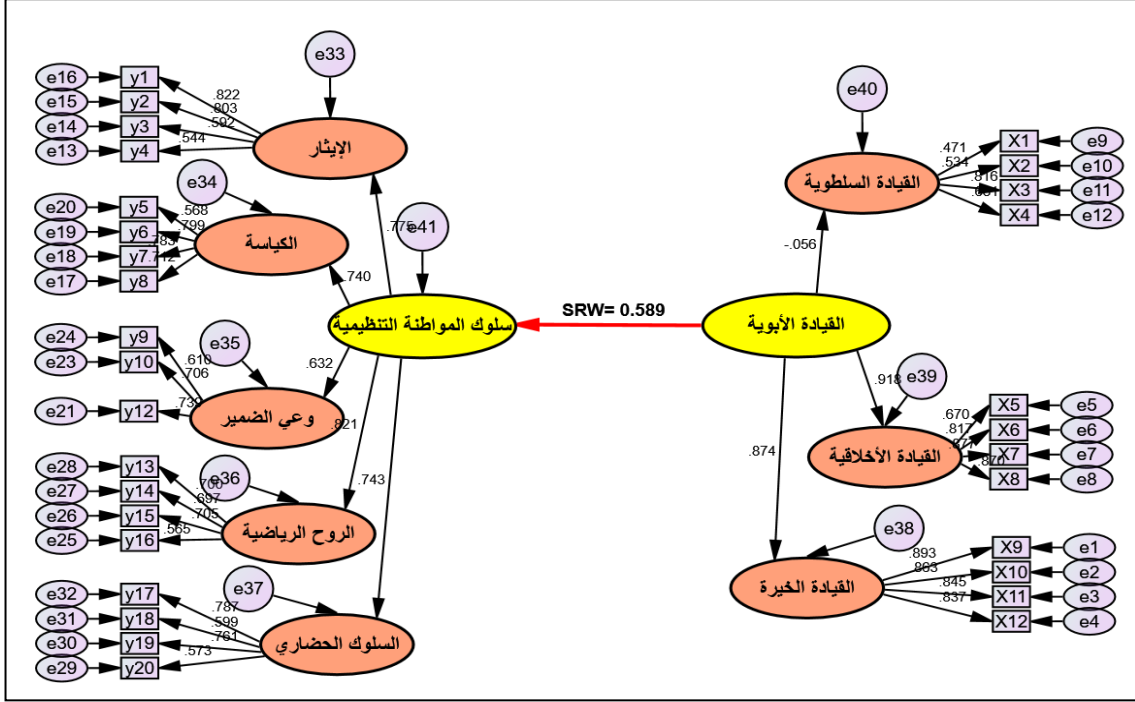 e33
e16 y1
e15 y2
e14 y3
e13 y4
.822
.803
.592
.544
الإيثار
e34
e20 y5
e19 y6
e18 y7
e17 y8
.568
.799
.783
الكياسة
.775
e41
.740
سلوك المواطنة التنظيمية
SRW= 0.589
القيادة الأبوية
e24 y9
e23 y10
e21 y12
.610
.706
e35
.632
وعي الضمير
.821
.743
e28 y13
e27 y14
e26 y15
e25 y16
e36
.697
.705
.565
الروح الرياضية
e32 y17
e31 y18
e30 y19
e29 y20
e37
.787
.599
.761
.573
السلوك الحضاري
e40
القيادة السلطوية
.471
.534
.816
X1 e9
X2 e10
X3 e11
X4 e12
-.056
.918
e39
القيادة الأخلاقية
.670
.817
.877
.870
X5 e5
X6 e6
X7 e7
X8 e8
.874
e38
القيادة الخيرة
.893
.863
.845
.837
X9 e1
X10 e2
X11 e3
X12 e4